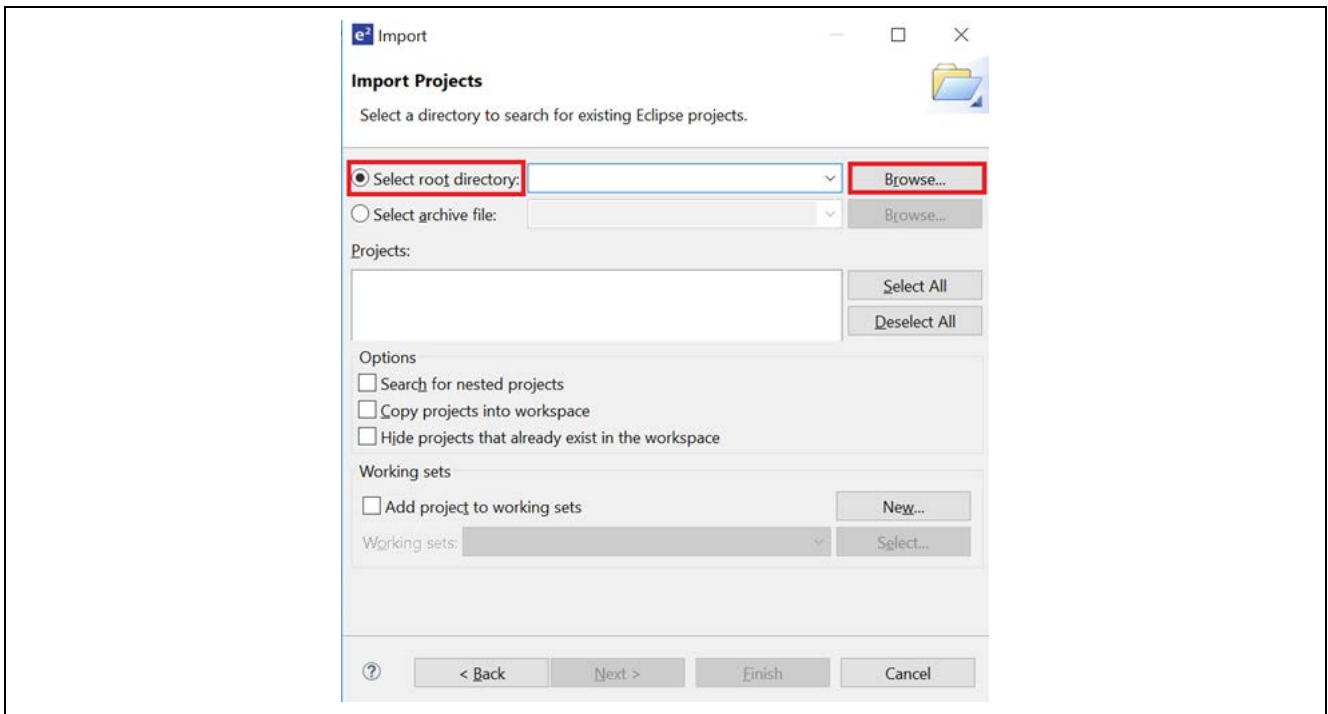 e² Import
Import Projects
Select a directory to search for existing Eclipse projects.
Select root directory: Browse...
Select archive file: Browse...
Projects:
Select All
Deselect All
Options
Search for nested projects
Copy projects into workspace
Hide projects that already exist in the workspace
Working sets
Add project to working sets New...
Working sets: Select...
? < Back Next > Finish Cancel